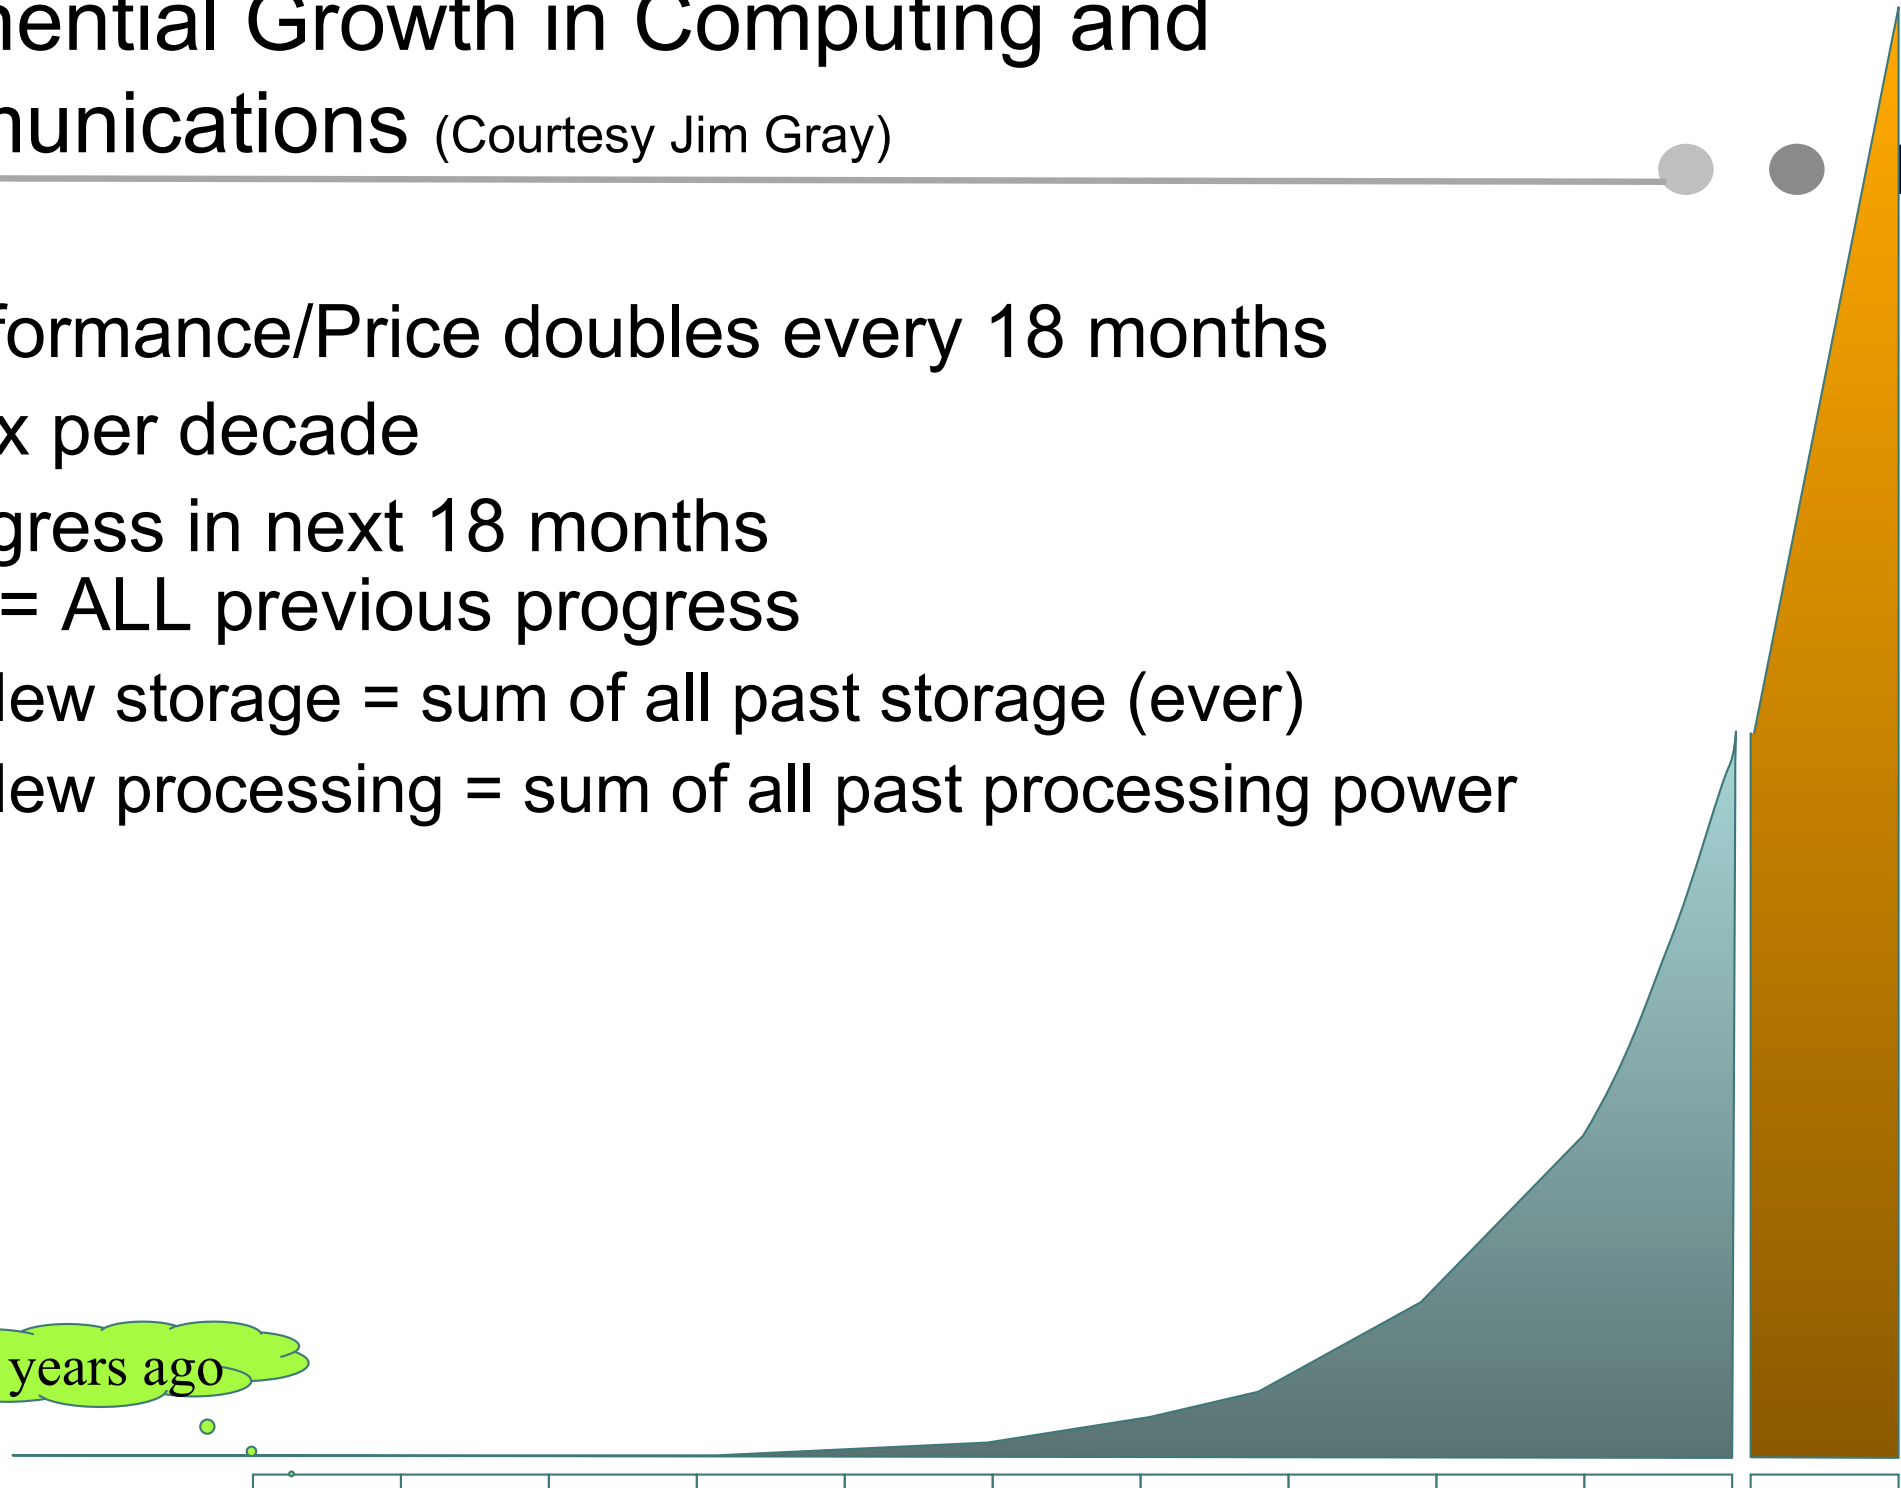 nential Growth in Computing and
munications (Courtesy Jim Gray)
formance/Price doubles every 18 months
x per decade
gress in next 18 months
= ALL previous progress
lew storage = sum of all past storage (ever)
lew processing = sum of all past processing power
years ago